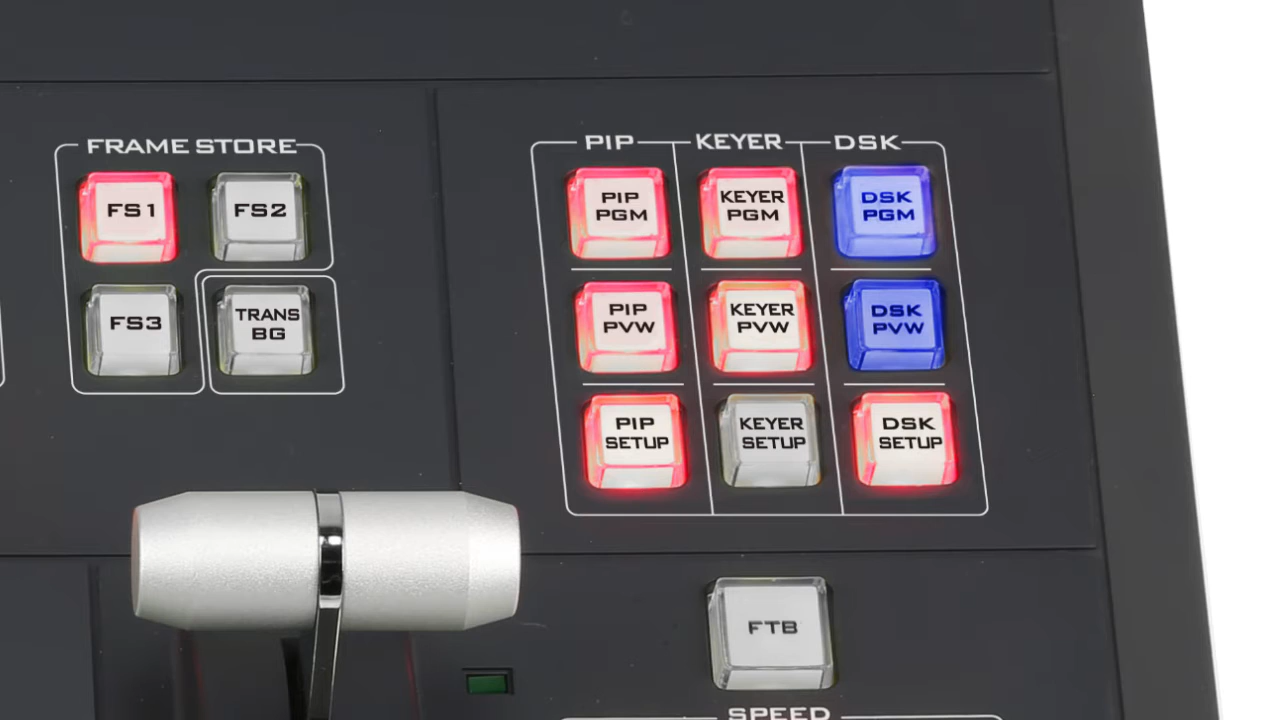 FRAME STORE
FS1
FS2
FS3
TRANS
BG
PIP
KEYER
DSK
PIP
PGM
KEYER
PGM
DSK
PGM
PIP
PVW
KEYER
PVW
DSK
PVW
PIP
SETUP
KEYER
SETUP
DSK
SETUP
FTB
SPEED